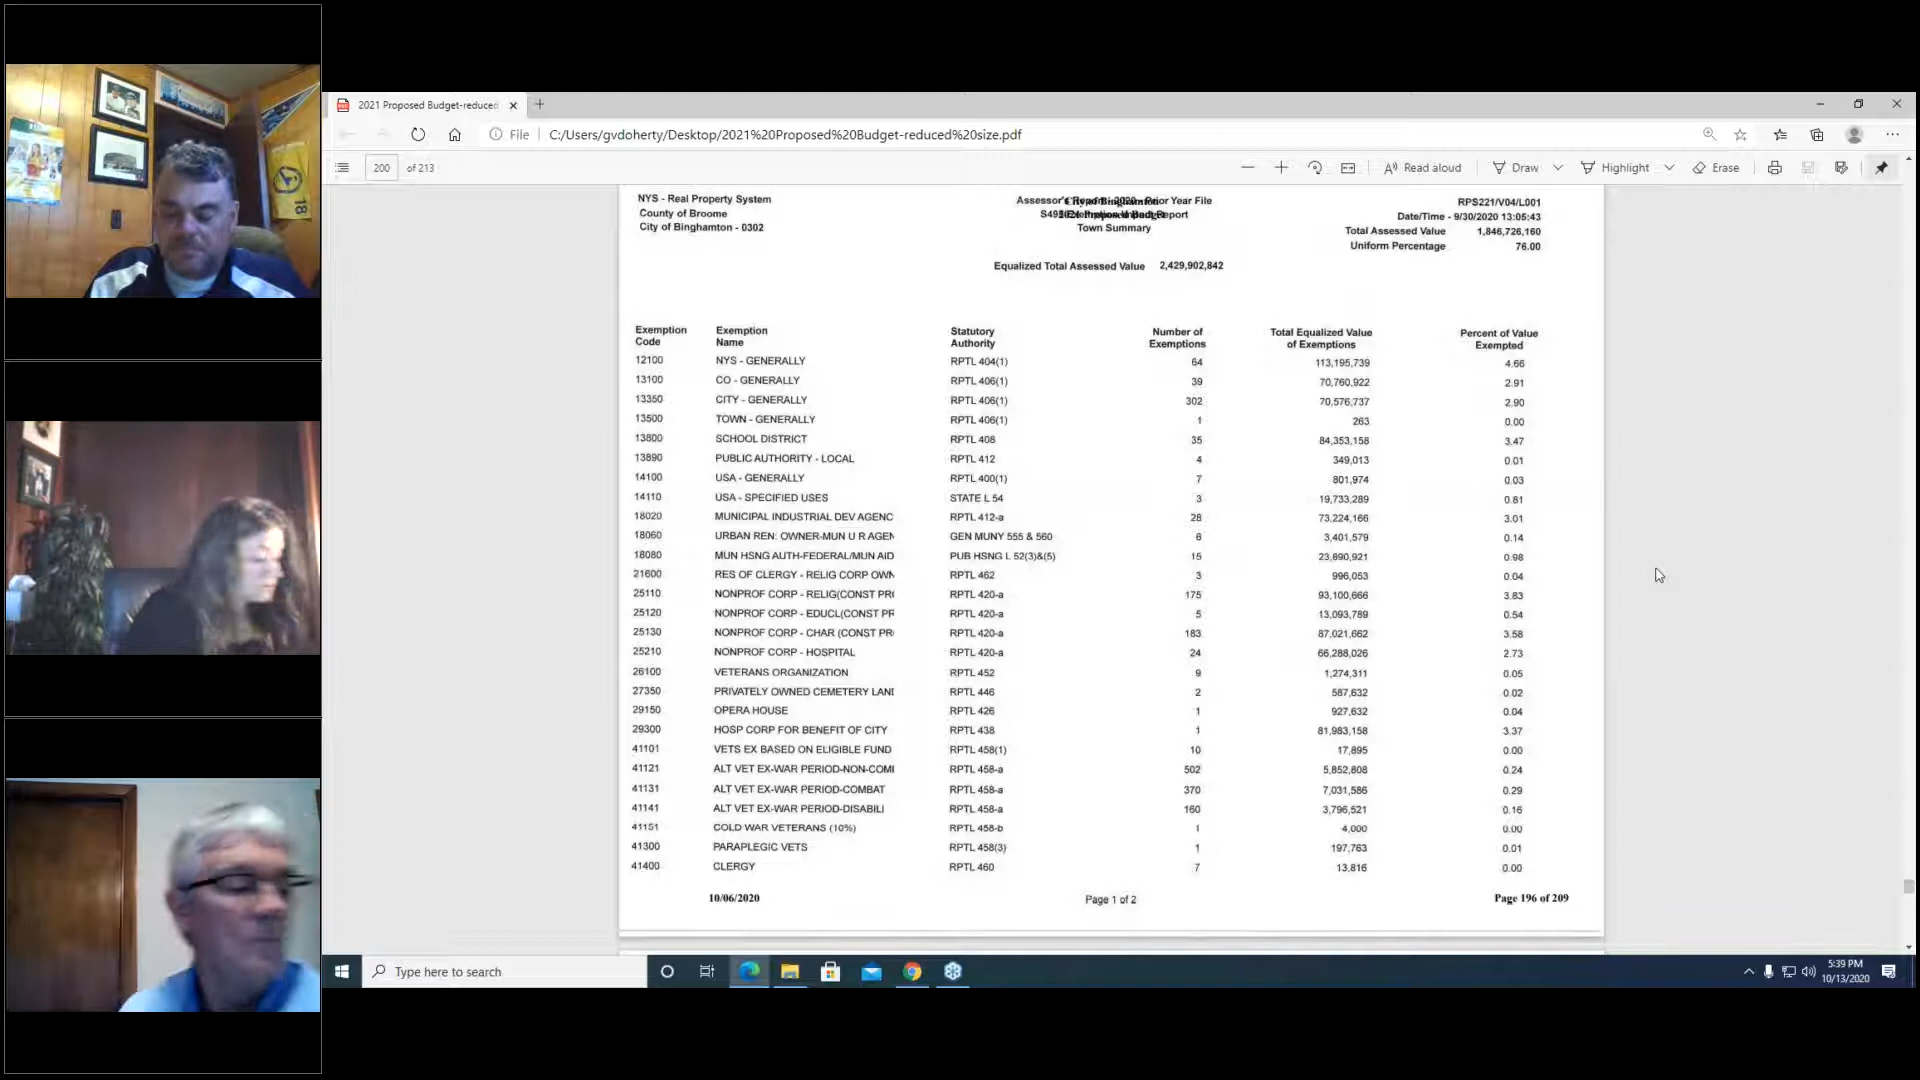 2021 Proposed Budget-reduced
File C:/Users/gvdoherty/Desktop/2021%20Proposed%20Budget-reduced%20size.pdf
200 of 213 Read aloud Draw Highlight Erase
NYS - Real Property System
County of Broome
City of Binghamton - 0302
Assessor's Report - 2020 - Prior Year File
Town Summary
RPS221/V04/L001
Date/Time - 9/30/2020 13:05:43
Total Assessed Value 1,846,726,160
Uniform Percentage 76.00
Equalized Total Assessed Value 2,429,902,842
Exemption Code Exemption Name Statutory Authority Number of Exemptions Total Equalized Value of Exemptions Percent of Value Exempted
12100 NYS - GENERALLY RPTL 404(1) 64 113,195,739 4.66
13100 CO - GENERALLY RPTL 406(1) 39 70,760,922 2.91
13350 CITY - GENERALLY RPTL 406(1) 302 70,576,737 2.90
13500 TOWN - GENERALLY RPTL 406(1) 1 263 0.00
13800 SCHOOL DISTRICT RPTL 408 35 84,353,158 3.47
13890 PUBLIC AUTHORITY - LOCAL RPTL 412 4 349,013 0.01
14100 USA - GENERALLY RPTL 400(1) 7 801,974 0.03
14110 USA - SPECIFIED USES STATE L 54 3 19,733,289 0.81
18020 MUNICIPAL INDUSTRIAL DEV AGENC RPTL 412-a 28 73,224,166 3.01
18060 URBAN REN: OWNER-MUN U R AGEN GEN MUNY 555 & 560 6 3,401,579 0.14
18080 MUN HSNG AUTH-FEDERAL/MUN AID PUB HSNG L 52(3)&(5) 15 23,890,921 0.98
21600 RES OF CLERGY - RELIG CORP OWN RPTL 462 3 996,053 0.04
25110 NONPROF CORP - RELIG(CONST PR RPTL 420-a 175 93,100,666 3.83
25120 NONPROF CORP - EDUCL(CONST PR RPTL 420-a 5 13,093,789 0.54
25130 NONPROF CORP - CHAR (CONST PR RPTL 420-a 183 87,021,662 3.58
25210 NONPROF CORP - HOSPITAL RPTL 420-a 24 66,288,026 2.73
26100 VETERANS ORGANIZATION RPTL 452 9 1,274,311 0.05
27350 PRIVATELY OWNED CEMETERY LAN RPTL 446 2 587,632 0.02
29150 OPERA HOUSE RPTL 426 1 927,632 0.04
29300 HOSP CORP FOR BENEFIT OF CITY RPTL 438 1 81,983,158 3.37
41101 VETS EX BASED ON ELIGIBLE FUND RPTL 458(1) 10 17,895 0.00
41121 ALT VET EX-WAR PERIOD-NON-COM RPTL 458-a 502 5,852,808 0.24
41131 ALT VET EX-WAR PERIOD-COMBAT RPTL 458-a 370 7,031,586 0.29
41141 ALT VET EX-WAR PERIOD-DISABILI RPTL 458-a 160 3,796,521 0.16
41151 COLD WAR VETERANS (10%) RPTL 458-b 1 4,000 0.00
41300 PARAPLEGIC VETS RPTL 458(3) 1 197,763 0.01
41400 CLERGY RPTL 460 7 13,816 0.00
10/06/2020 Page 1 of 2 Page 196 of 209
Type here to search
5:39 PM
10/13/2020
18